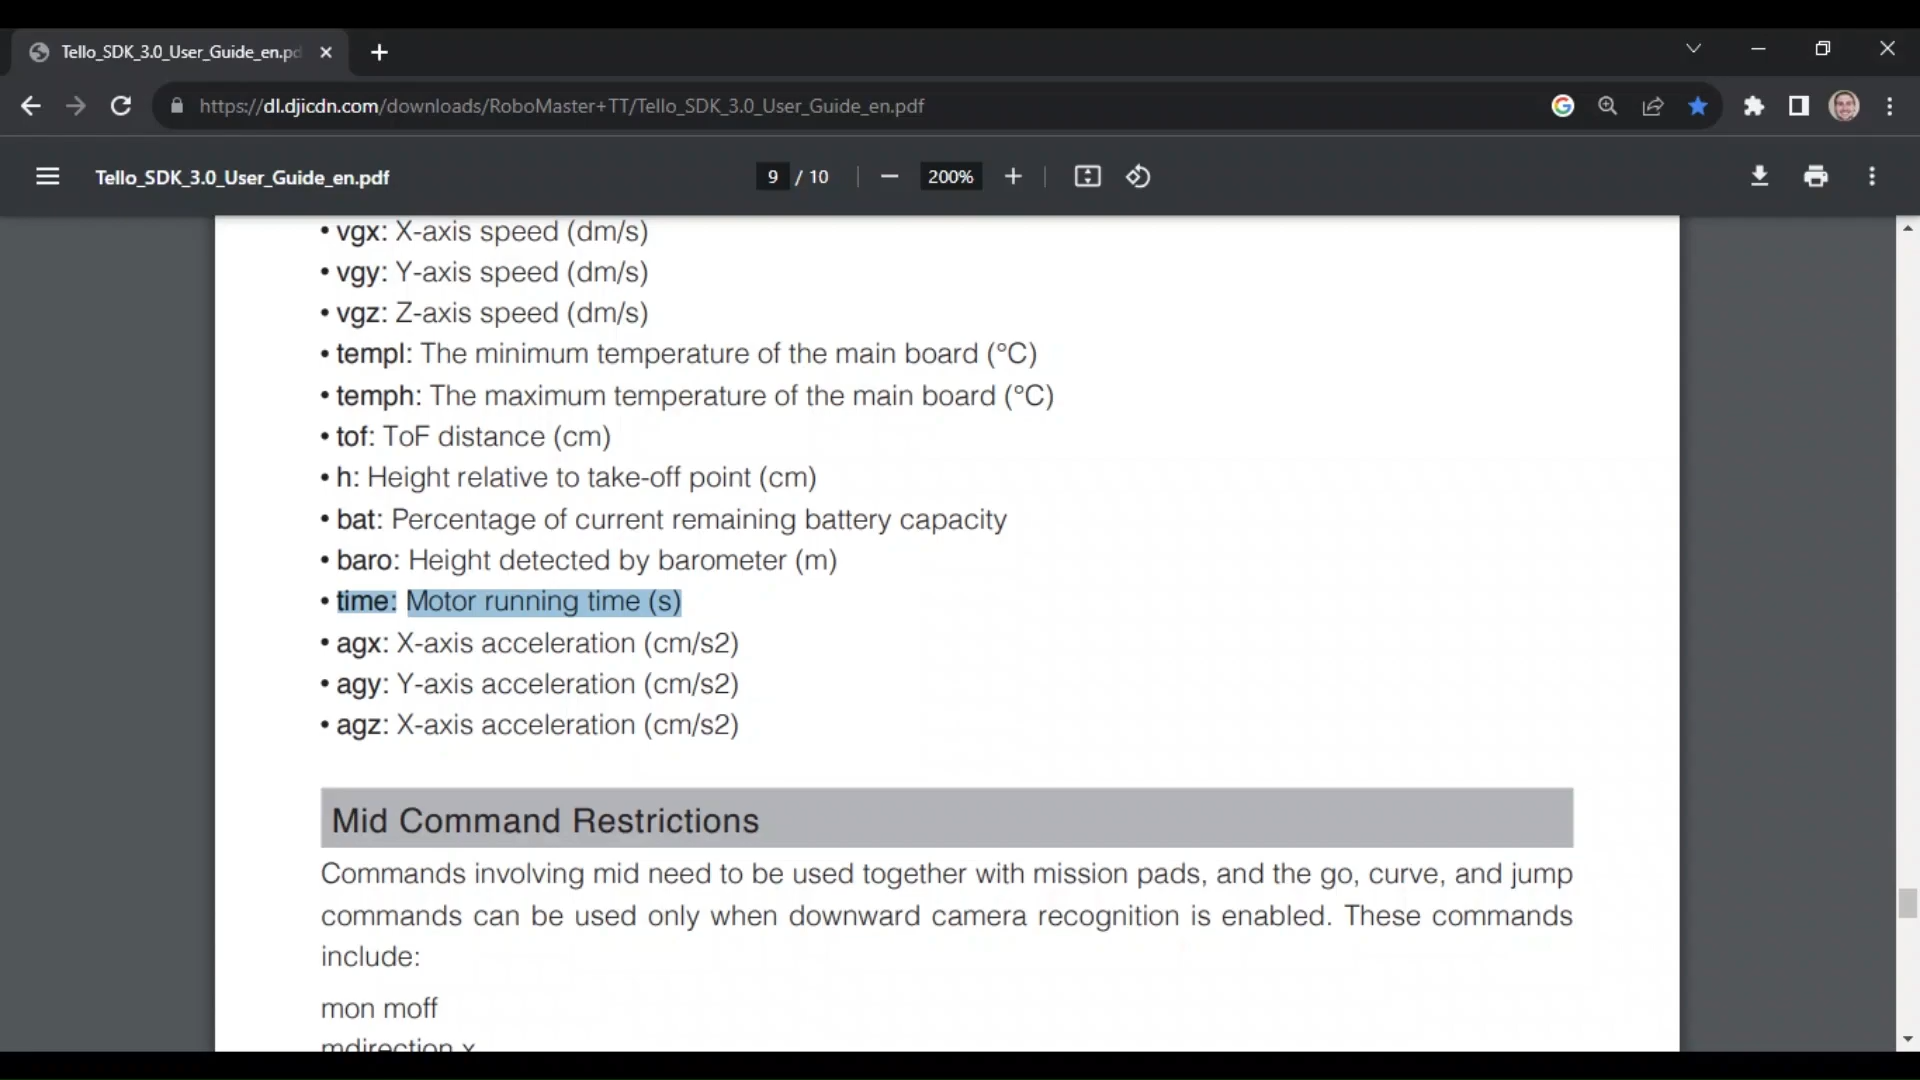 Tello_SDK_3.0_User_Guide_en.pd
https://dl.djicdn.com/downloads/RoboMaster+TT/Tello_SDK_3.0_User_Guide_en.pdf
Tello_SDK_3.0_User_Guide_en.pdf
9 / 10
200%
• vgx: X-axis speed (dm/s)
• vgy: Y-axis speed (dm/s)
• vgz: Z-axis speed (dm/s)
• templ: The minimum temperature of the main board (°C)
• temph: The maximum temperature of the main board (°C)
• tof: ToF distance (cm)
• h: Height relative to take-off point (cm)
• bat: Percentage of current remaining battery capacity
• baro: Height detected by barometer (m)
• time: Motor running time (s)
• agx: X-axis acceleration (cm/s2)
• agy: Y-axis acceleration (cm/s2)
• agz: X-axis acceleration (cm/s2)
Mid Command Restrictions
Commands involving mid need to be used together with mission pads, and the go, curve, and jump
commands can be used only when downward camera recognition is enabled. These commands
include:
mon moff
mdirection x